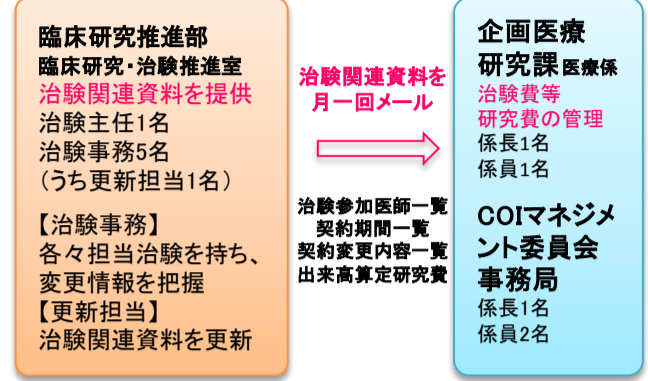 臨床研究推進部
臨床研究・治験推進室
治験関連資料を提供
治験主任1名
治験事務5名
（うち更新担当1名）
【治験事務】
各々担当治験を持ち、
変更情報を把握
【更新担当】
治験関連資料を更新
治験関連資料を
月一回メール
治験参加医師一覧
契約期間一覧
契約変更内容一覧
出来高算定研究費
企画医療
研究課医療係
治験費等
研究費の管理
係長1名
係員1名
COIマネジメ
ント委員会
事務局
係長1名
係員2名